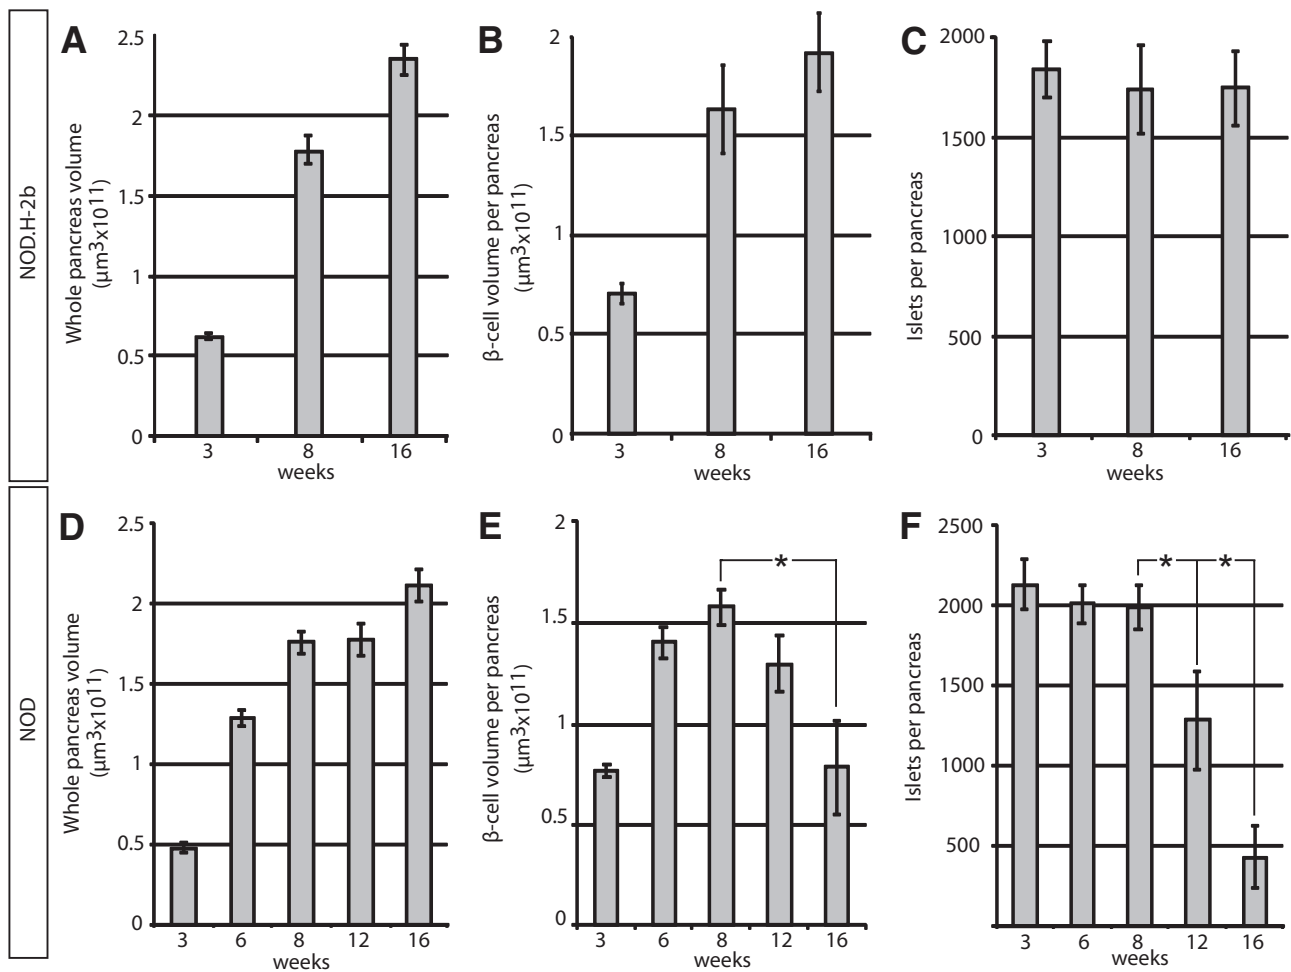 NOD.H-2b
A
Whole pancreas volume
(µm3x1011)
2.5
2
1.5
1
0.5
0
3 8 16
weeks
B
β-cell volume per pancreas
(µm3x1011)
2
1.5
1
0.5
0
3 8 16
weeks
C
Islets per pancreas
2000
1500
1000
500
0
3 8 16
weeks
NOD
D
Whole pancreas volume
(µm3x1011)
2.5
2
1.5
1
0.5
0
3 6 8 12 16
weeks
E
β-cell volume per pancreas
(µm3x1011)
2
1.5
1
0.5
0
*
3 6 8 12 16
weeks
F
Islets per pancreas
2500
2000
1500
1000
500
* *
3 6 8 12 16
weeks